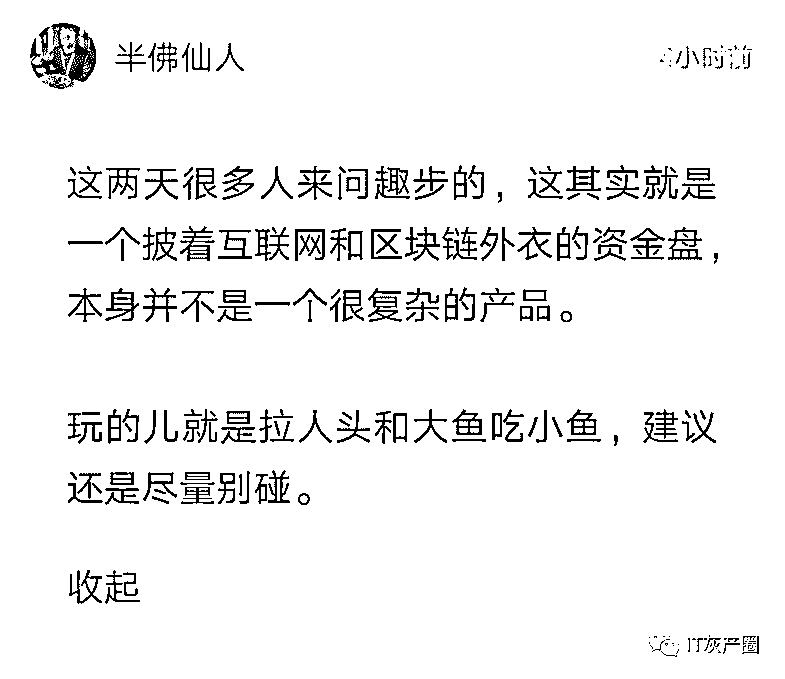 半佛仙人
4小时前
这两天很多人来问趣步的，这其实就是
一个披着互联网和区块链外衣的资金盘，
本身并不是一个很复杂的产品。
玩的儿就是拉人头和大鱼吃小鱼，建议
还是尽量别碰。
收起
IT灰产圈